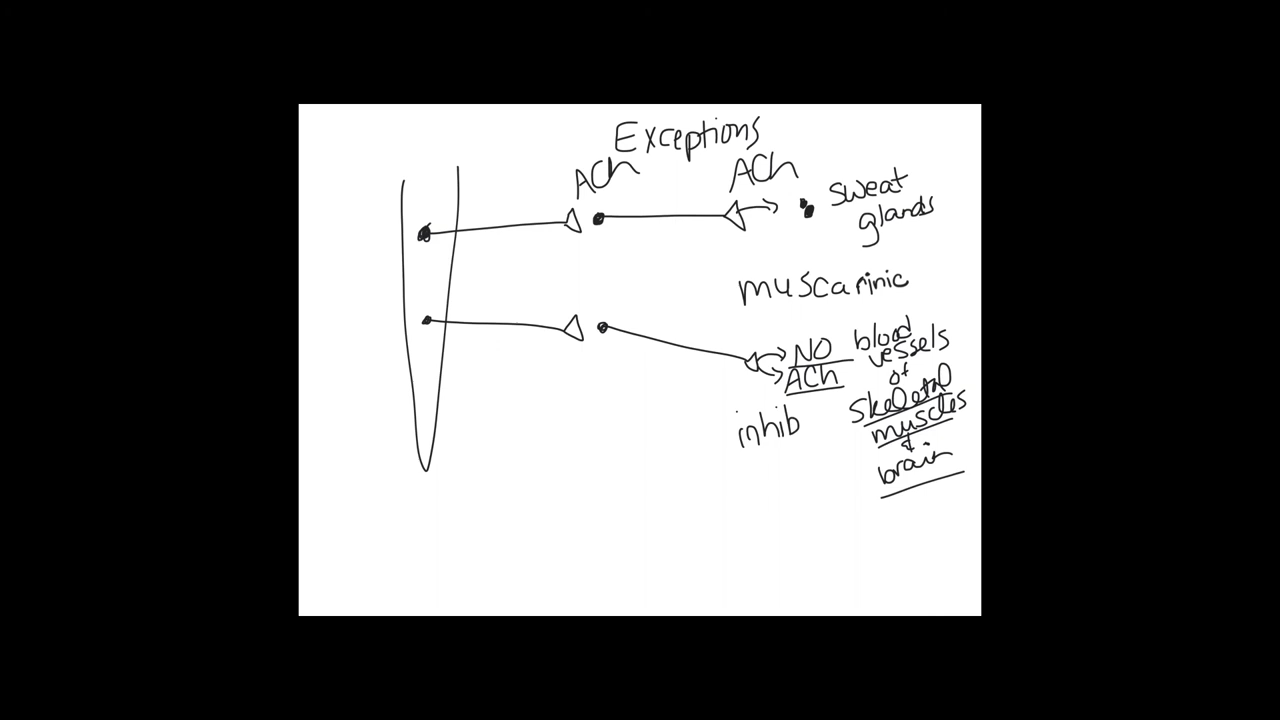 Exceptions
ACh
ACh
sweat
glands
muscarinic
NO
ACh
inhib
blood
vessels
of
skeletal
muscles
&
brain